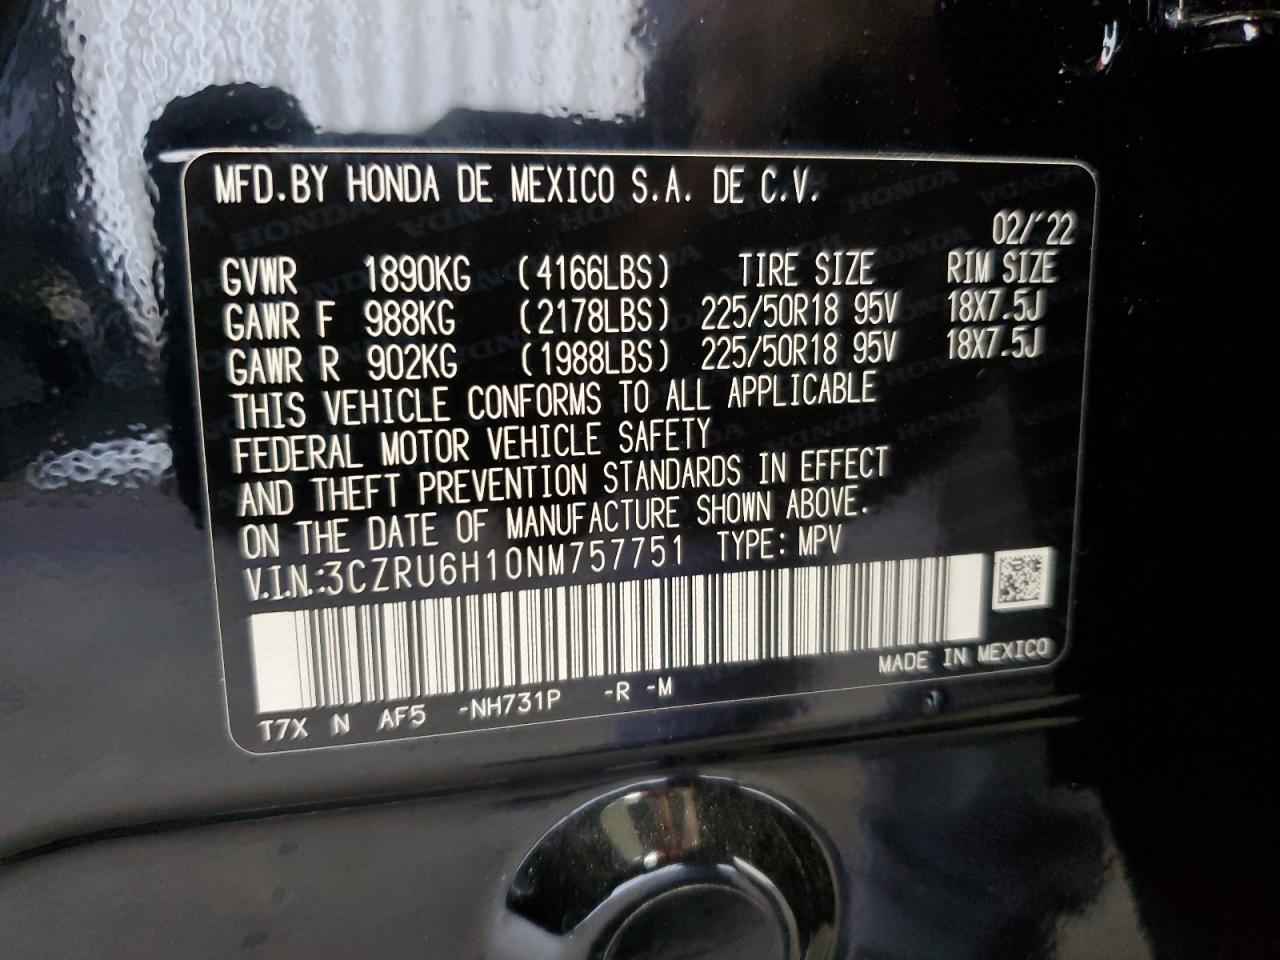 MFD.BY HONDA DE MEXICO S.A. DE C.V.
02/'22
GVWR 1890KG (4166LBS) TIRE SIZE RIM SIZE
GAWR F 988KG (2178LBS) 225/50R18 95V 18X7.5J
GAWR R 902KG (1988LBS) 225/50R18 95V 18X7.5J
THIS VEHICLE CONFORMS TO ALL APPLICABLE
FEDERAL MOTOR VEHICLE SAFETY
AND THEFT PREVENTION STANDARDS IN EFFECT
ON THE DATE OF MANUFACTURE SHOWN ABOVE.
V.I.N.:3CZRU6H10NM757751 TYPE: MPV
MADE IN MEXICO
T7X N AF5 -NH731P -R -M